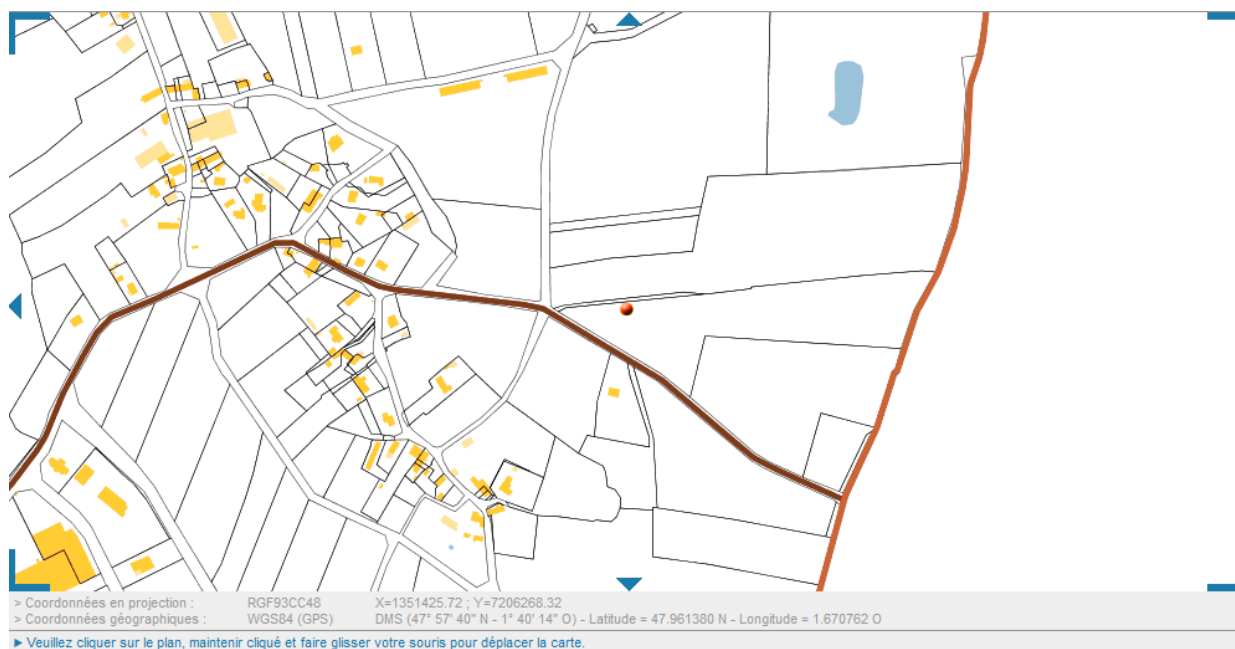 > Coordonnées en projection : RGF93CC48 X=1351425.72 ; Y=7206268.32
> Coordonnées géographiques : WGS84 (GPS) DMS (47° 57' 40" N - 1° 40' 14" O) - Latitude = 47.961380 N - Longitude = 1.670762 O
► Veuillez cliquer sur le plan, maintenir cliqué et faire glisser votre souris pour déplacer la carte.